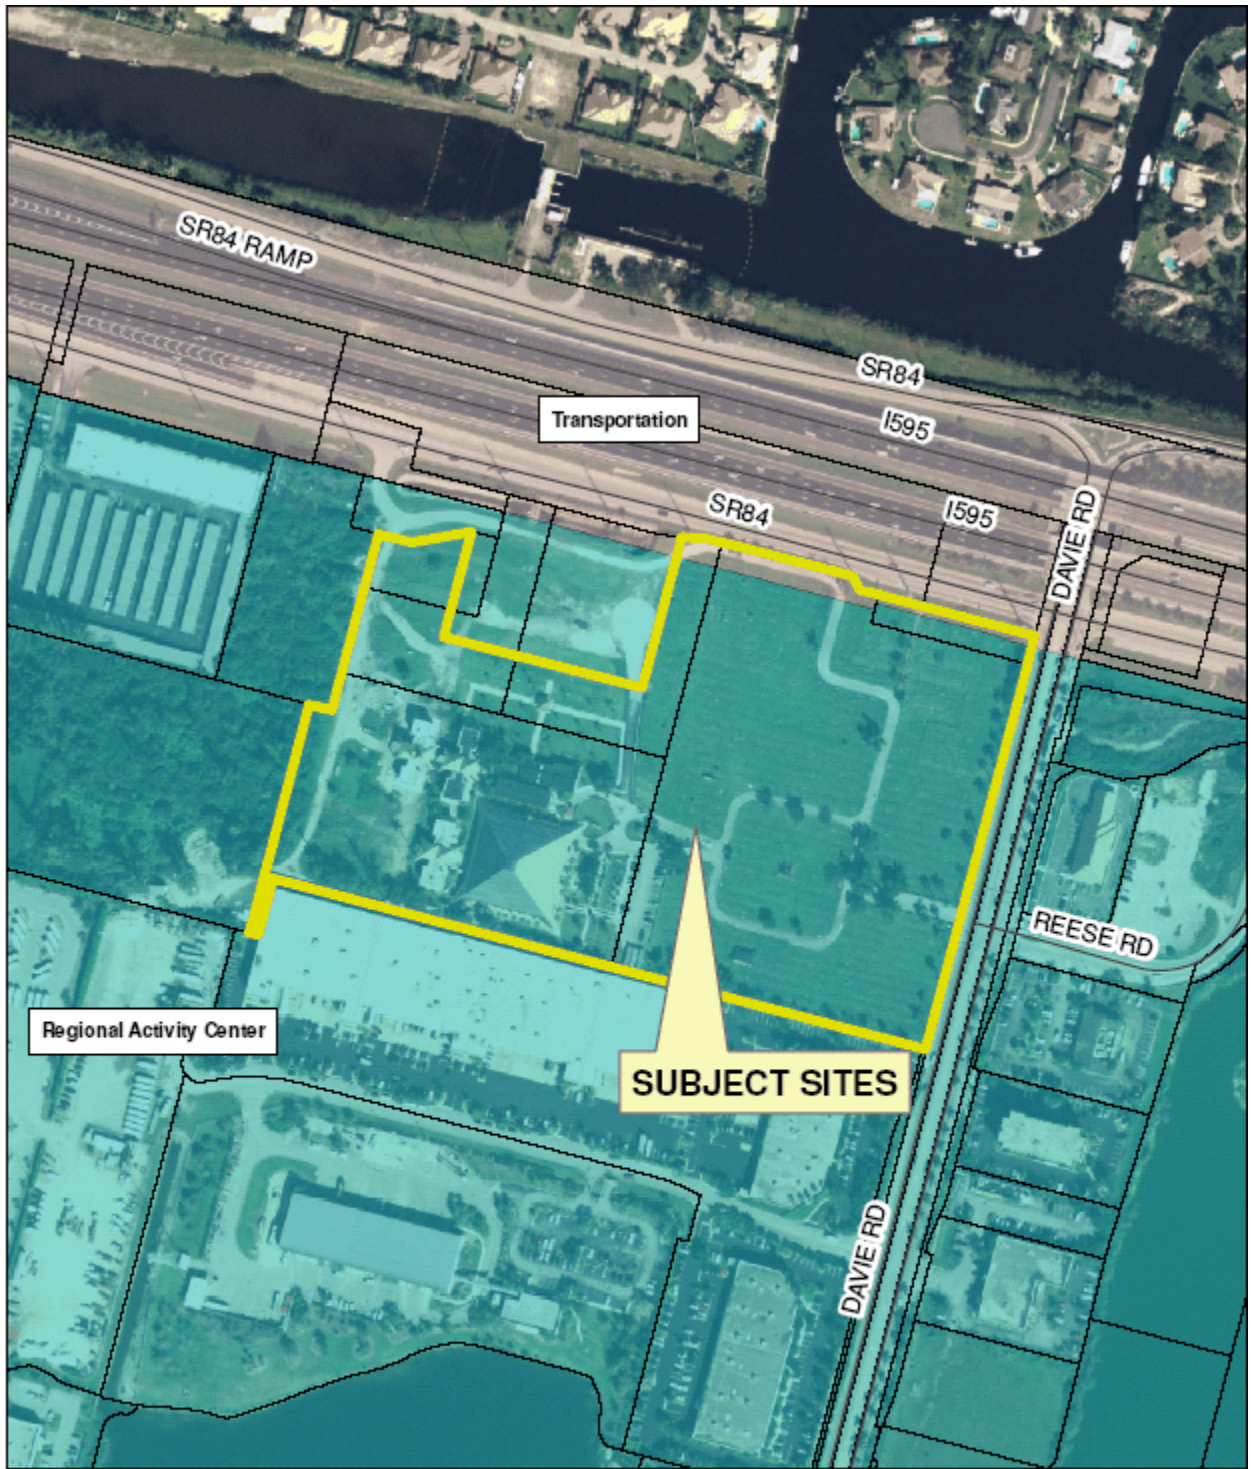 SR84 RAMP
SR84
Transportation
I595
SR84
I595
DAVIE RD
REESE RD
Regional Activity Center
SUBJECT SITES
DAVIE RD